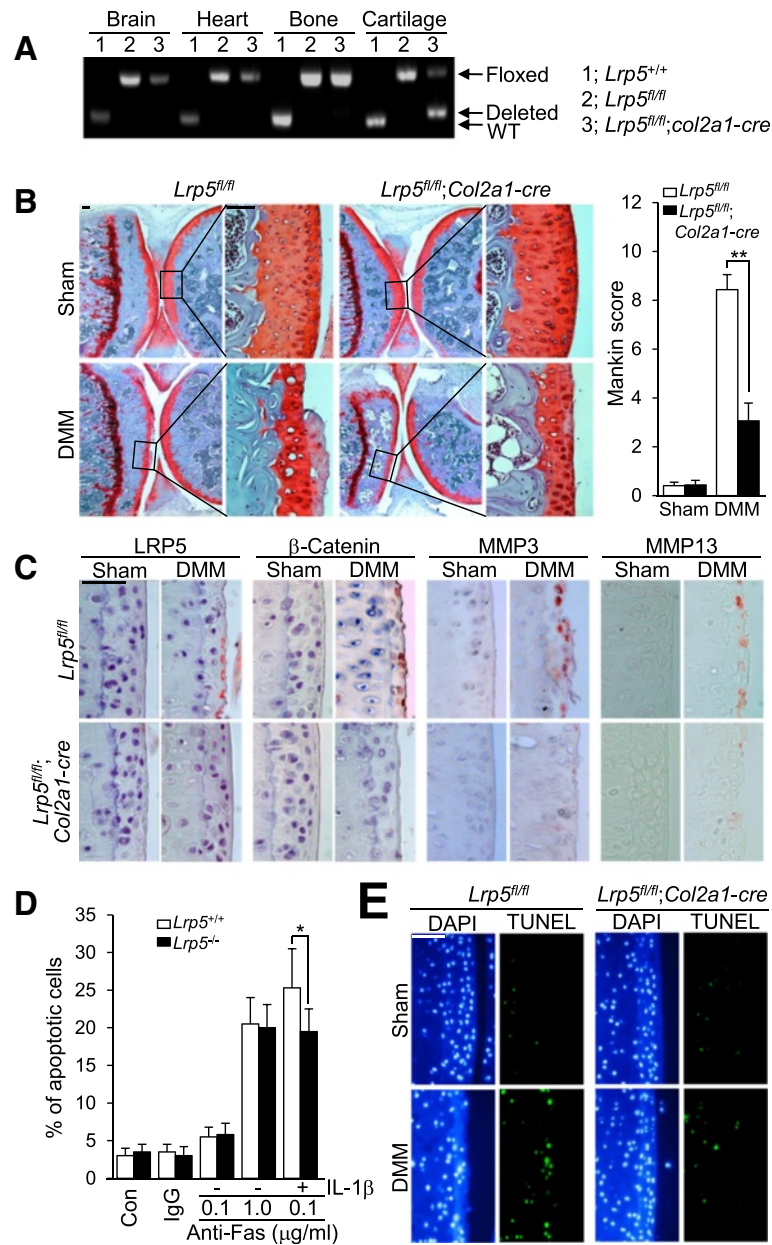 A
Brain Heart Bone Cartilage
1 2 3 1 2 3 1 2 3 1 2 3
Floxed
Deleted
WT
1; Lrp5+/+
2; Lrp5fl/fl
3; Lrp5fl/fl;col2a1-cre
B
Lrp5fl/fl Lrp5fl/fl;Col2a1-cre
Sham
DMM
Lrp5fl/fl
Lrp5fl/fl;
Col2a1-cre
Mankin score
12
10
8
6
4
2
0
**
Sham DMM
C
LRP5 β-Catenin MMP3 MMP13
Sham DMM Sham DMM Sham DMM Sham DMM
Lrp5fl/fl
Lrp5fl/fl;
Col2a1-cre
D
% of apoptotic cells
35
30
25
20
15
10
5
0
Lrp5+/+
Lrp5-/-
*
Con IgG
- - + IL-1β
0.1 1.0 0.1
Anti-Fas (μg/ml)
E
Lrp5fl/fl Lrp5fl/fl;Col2a1-cre
DAPI TUNEL DAPI TUNEL
Sham
DMM